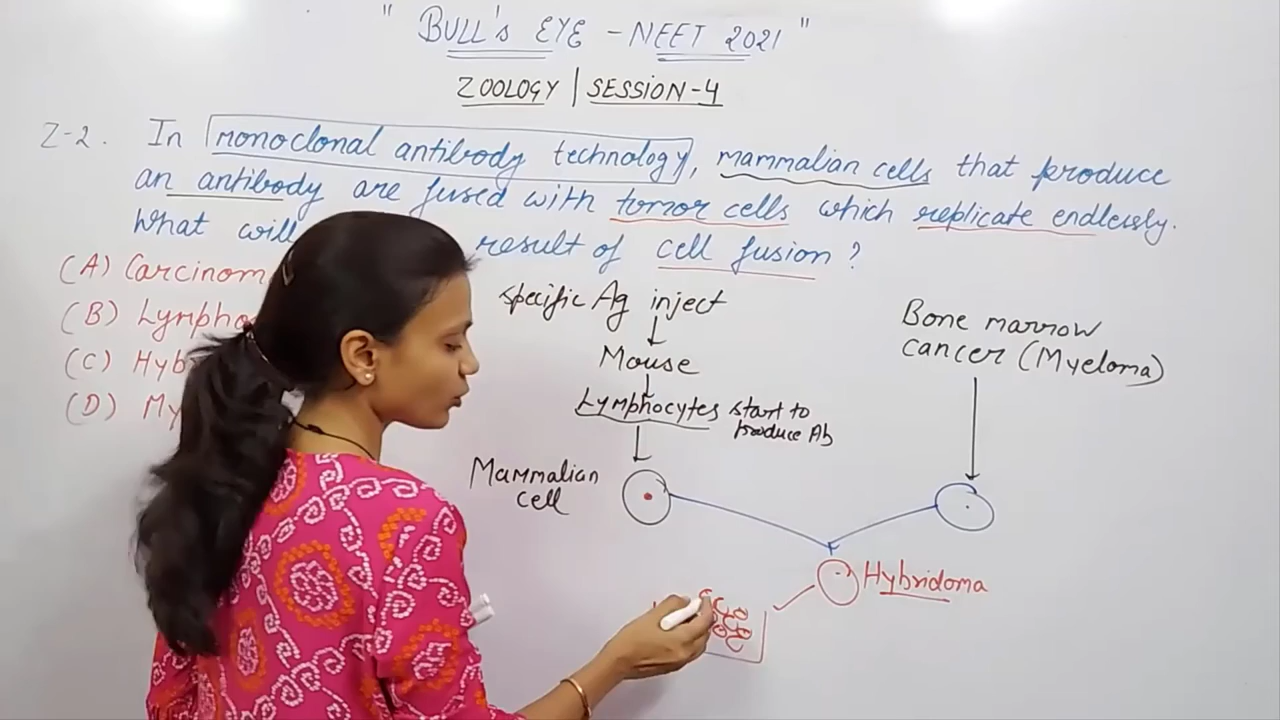 " BULL's EYE - NEET 2021 "
ZOOLOGY | SESSION-4
Z-2. In monoclonal antibody technology, mammalian cells that produce
an antibody are fused with tomor cells which replicate endlessly.
What will result of cell fusion ?
(A) Carcinom
(B) Lympho
(C) Hyb
(D) My
specific Ag inject
Mouse
Lymphocytes start to
produce Ab
Mammalian
cell
Bone marrow
cancer (Myeloma)
Hybridoma